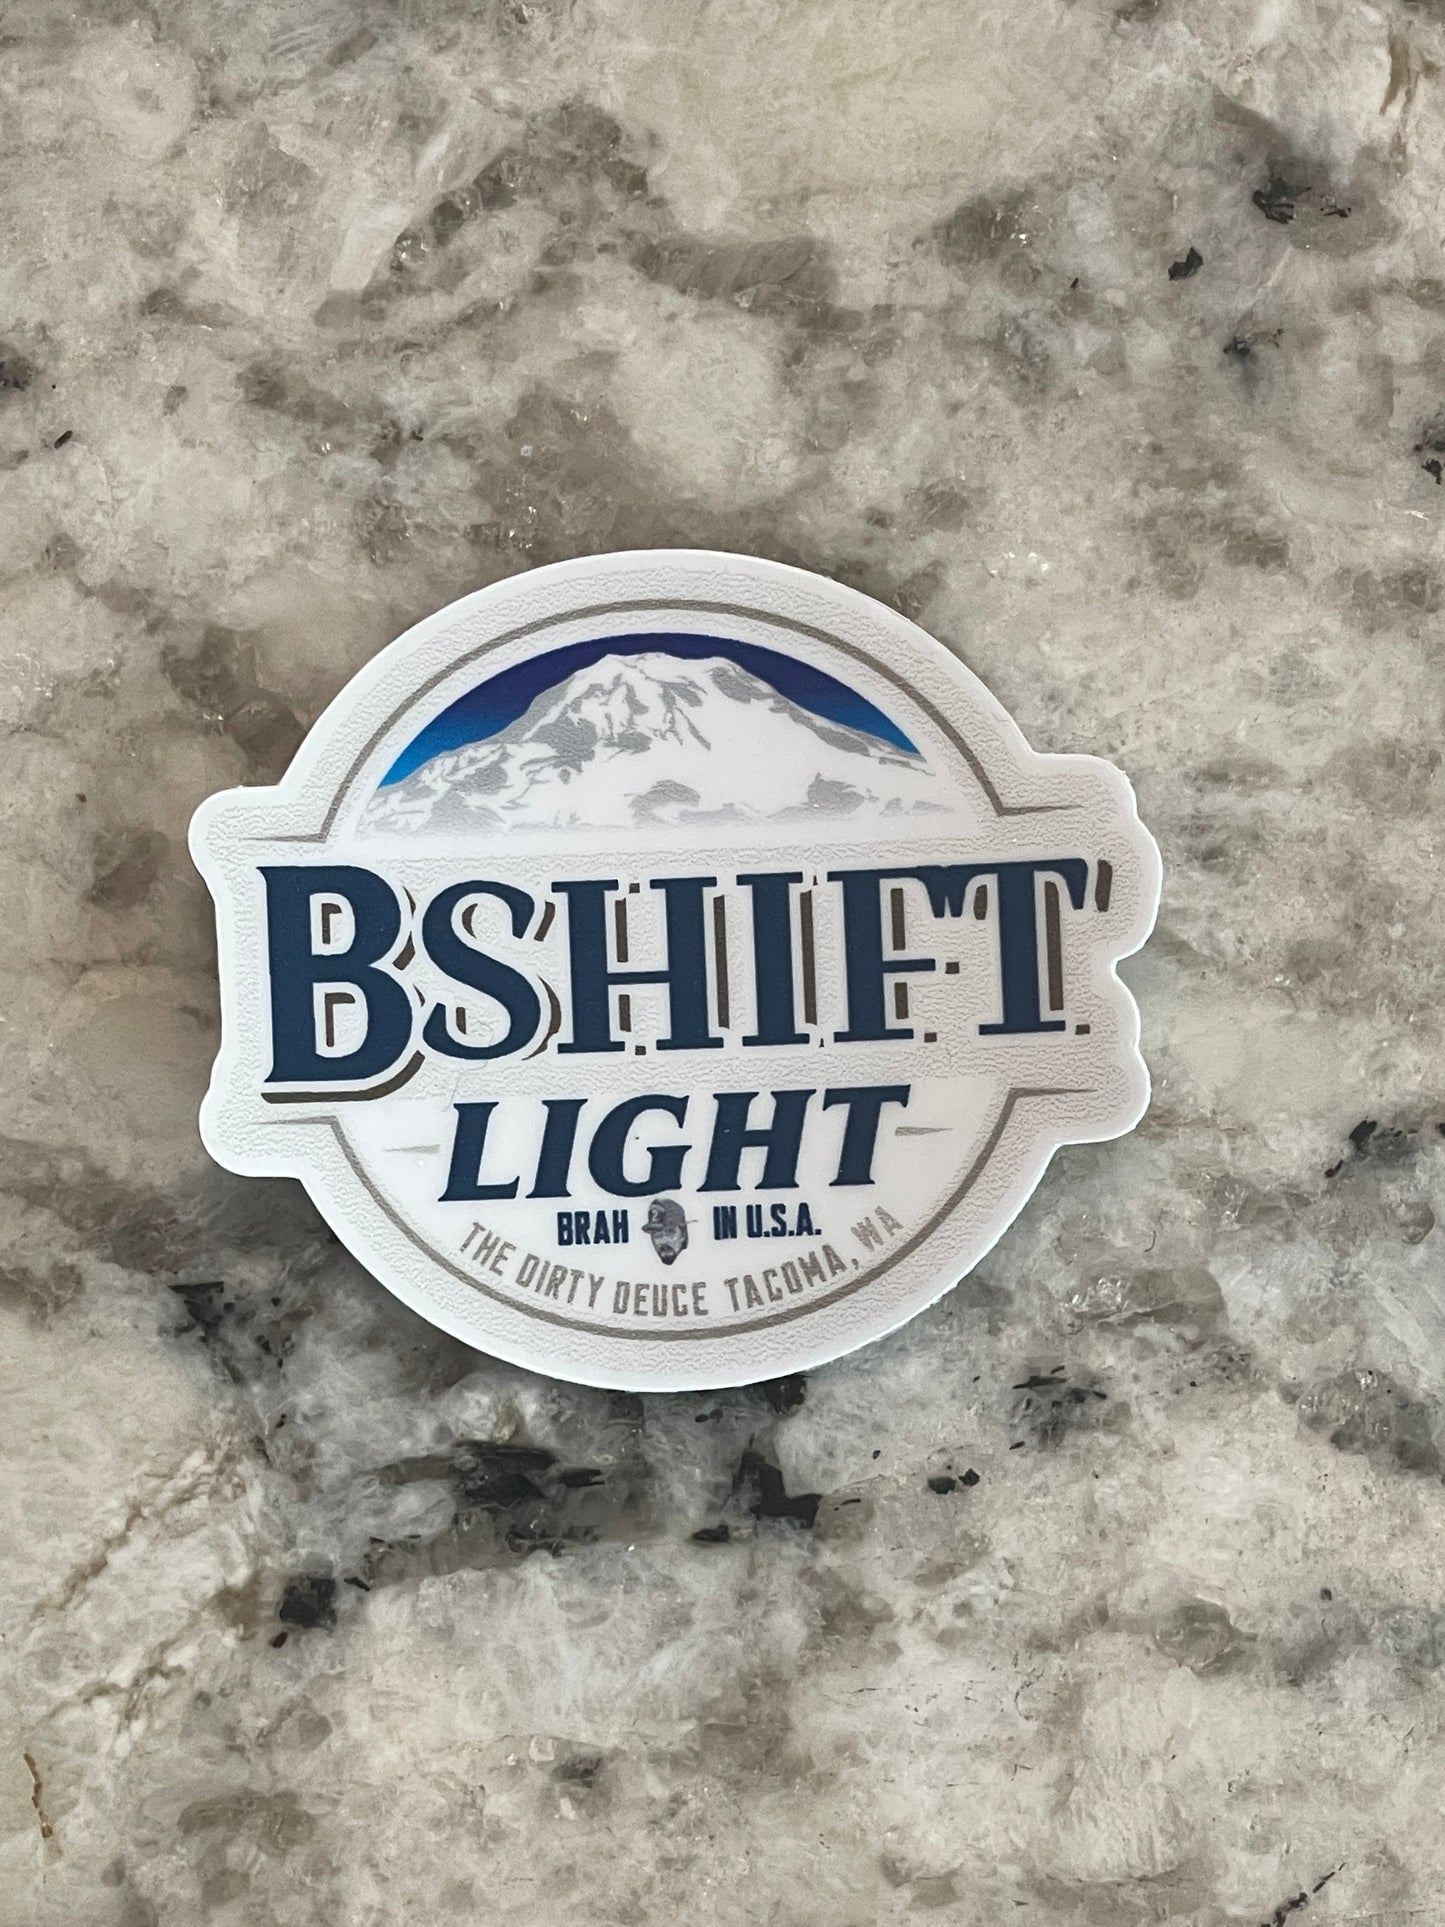 BSHIFT
LIGHT
BRAH IN U.S.A.
THE DIRTY DEUCE TACOMA, WA